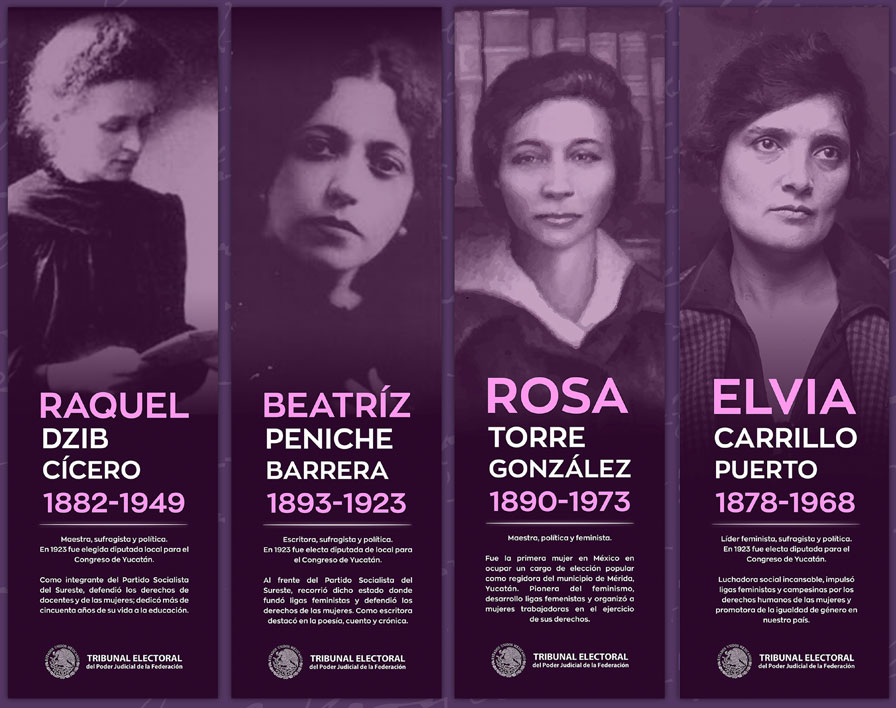 RAQUEL
DZIB
CÍCERO
1882-1949
Maestra, sufragista y política.
En 1923 fue elegida diputada local para el
Congreso de Yucatán.
Como integrante del Partido Socialista
del Sureste, defendió los derechos de
docentes y de las mujeres; dedicó más de
cincuenta años de su vida a la educación.
TRIBUNAL ELECTORAL
del Poder Judicial de la Federación
BEATRÍZ
PENICHE
BARRERA
1893-1923
Escritora, sufragista y política.
En 1923 fue electa diputada de local para
el Congreso de Yucatán.
Al frente del Partido Socialista del
Sureste, recorrió dicho estado donde
fundó ligas feministas y defendió los
derechos de las mujeres. Como escritora
destacó en la poesía, cuento y crónica.
TRIBUNAL ELECTORAL
del Poder Judicial de la Federación
ROSA
TORRE
GONZÁLEZ
1890-1973
Maestra, política y feminista.
Fue la primera mujer en México en
ocupar un cargo de elección popular
como regidora del municipio de Mérida,
Yucatán. Pionera del feminismo,
desarrollo ligas femenistas y organizó a
mujeres trabajadoras en el ejercicio
de sus derechos.
TRIBUNAL ELECTORAL
del Poder Judicial de la Federación
ELVIA
CARRILLO
PUERTO
1878-1968
Líder feminista, sufragista y política.
En 1923 fue electa diputada para el
Congreso de Yucatán.
Luchadora social incansable, impulsó
ligas feministas y campesinas por los
derechos humanos de las mujeres y
promotora de la igualdad de género en
nuestro país.
TRIBUNAL ELECTORAL
del Poder Judicial de la Federación